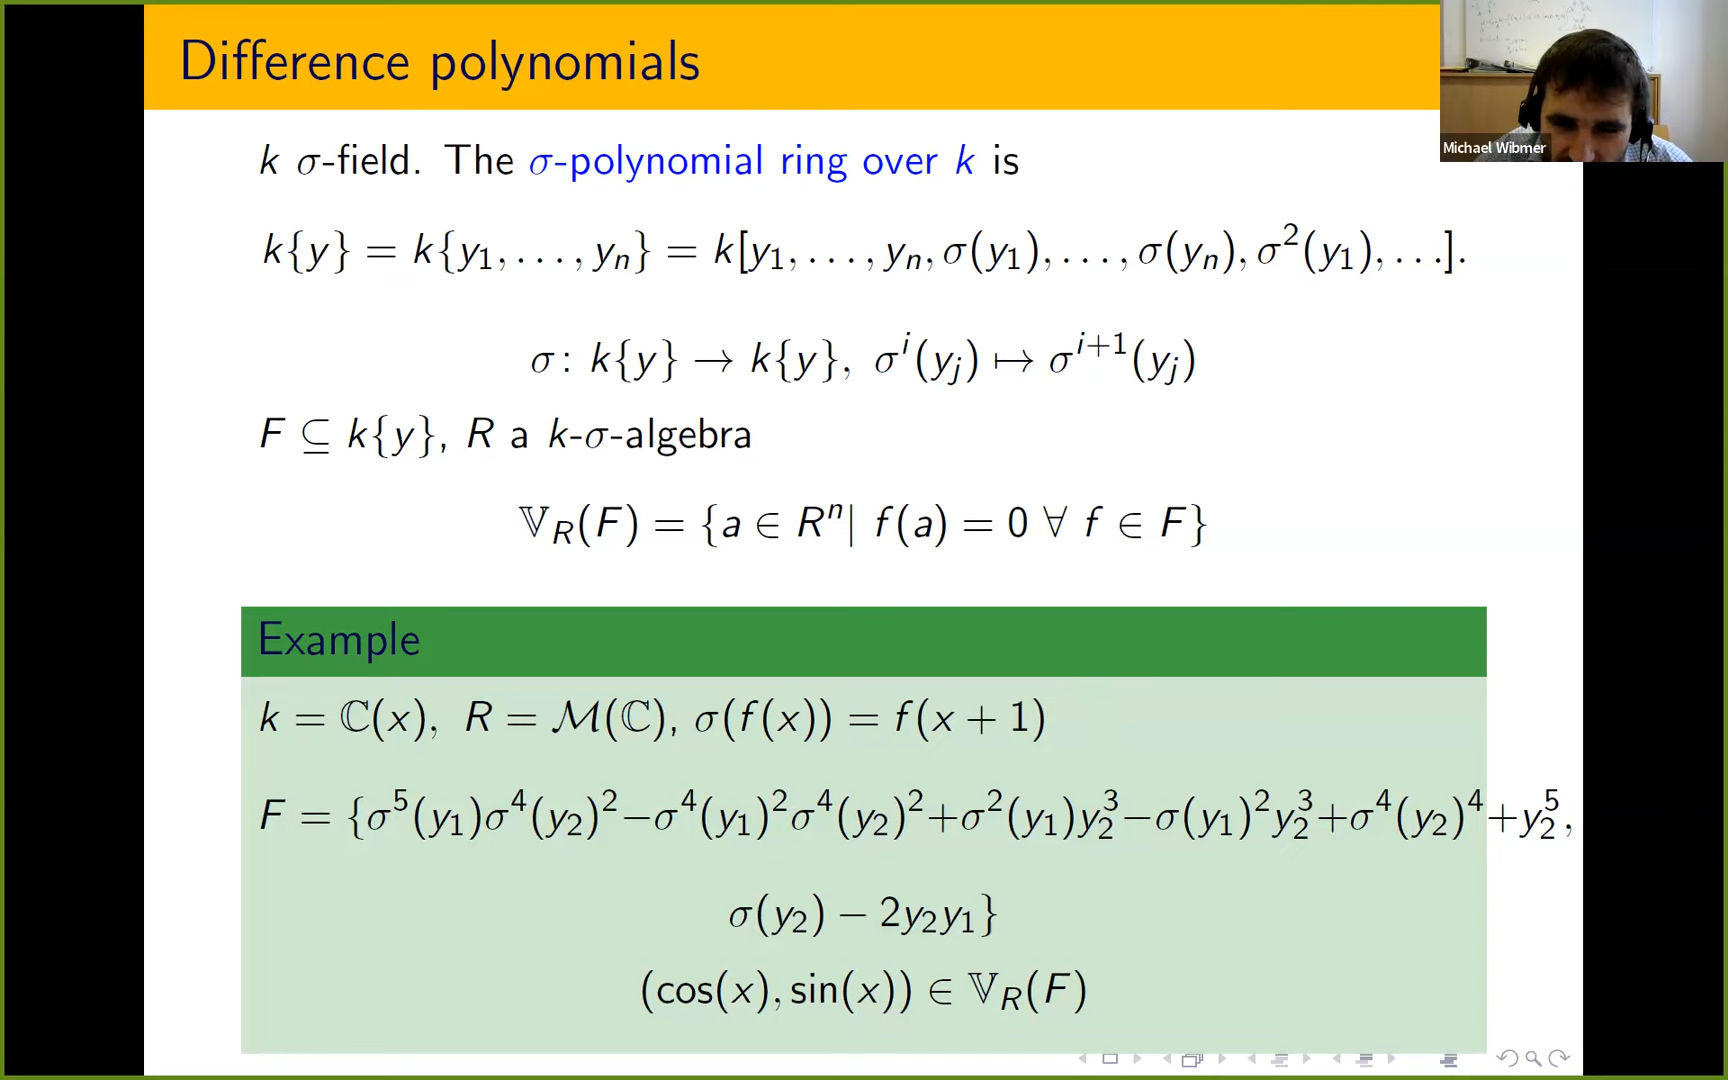 Difference polynomials
Michael Wibmer
k σ-field. The σ-polynomial ring over k is
k{y} = k{y₁, . . . , yₙ} = k[y₁, . . . , yₙ, σ(y₁), . . . , σ(yₙ), σ²(y₁), . . .].
σ: k{y} → k{y}, σⁱ(yⱼ) ↦ σⁱ⁺¹(yⱼ)
F ⊆ k{y}, R a k-σ-algebra
𝕍_R(F) = {a ∈ Rⁿ| f(a) = 0 ∀ f ∈ F}
Example
k = ℂ(x), R = ℳ(ℂ), σ(f(x)) = f(x + 1)
F = {σ⁵(y₁)σ⁴(y₂)²−σ⁴(y₁)²σ⁴(y₂)²+σ²(y₁)y₂³−σ(y₁)²y₂³+σ⁴(y₂)⁴+y₂⁵,
σ(y₂) − 2y₂y₁}
(cos(x), sin(x)) ∈ 𝕍_R(F)